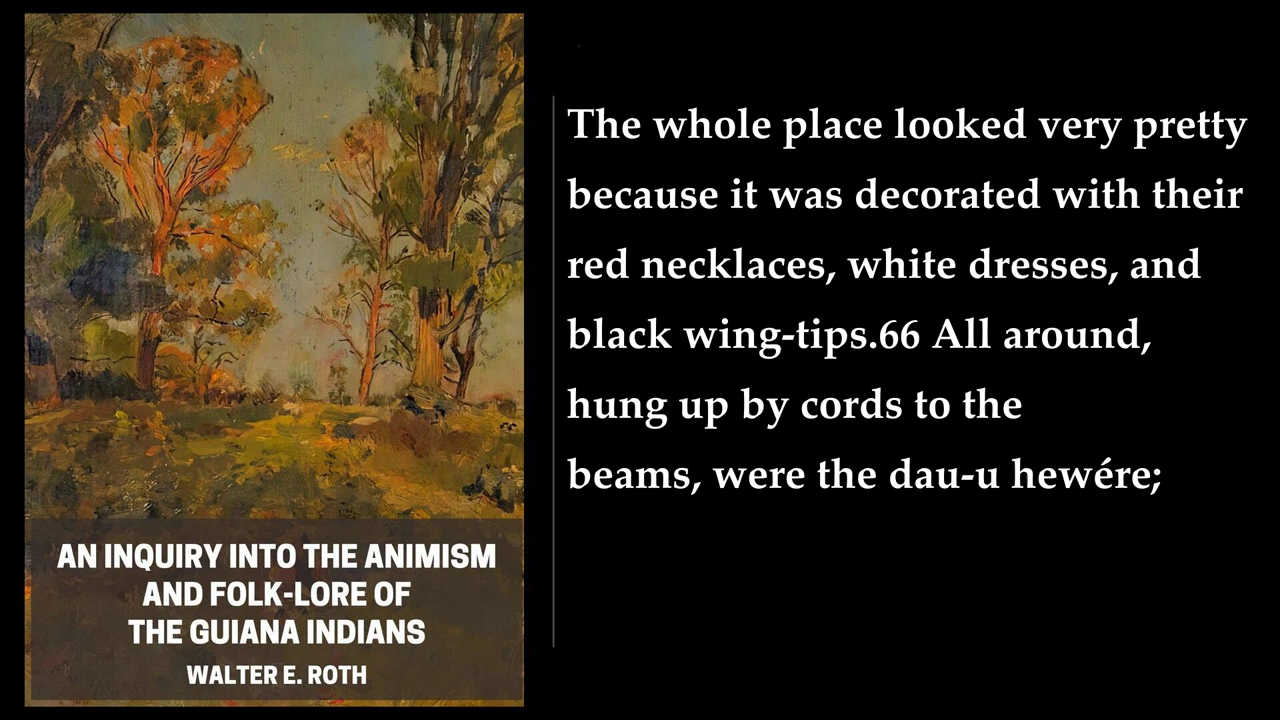 The whole place looked very pretty
because it was decorated with their
red necklaces, white dresses, and
black wing-tips.66 All around,
hung up by cords to the
beams, were the dau-u hewére;
AN INQUIRY INTO THE ANIMISM
AND FOLK-LORE OF
THE GUIANA INDIANS
WALTER E. ROTH